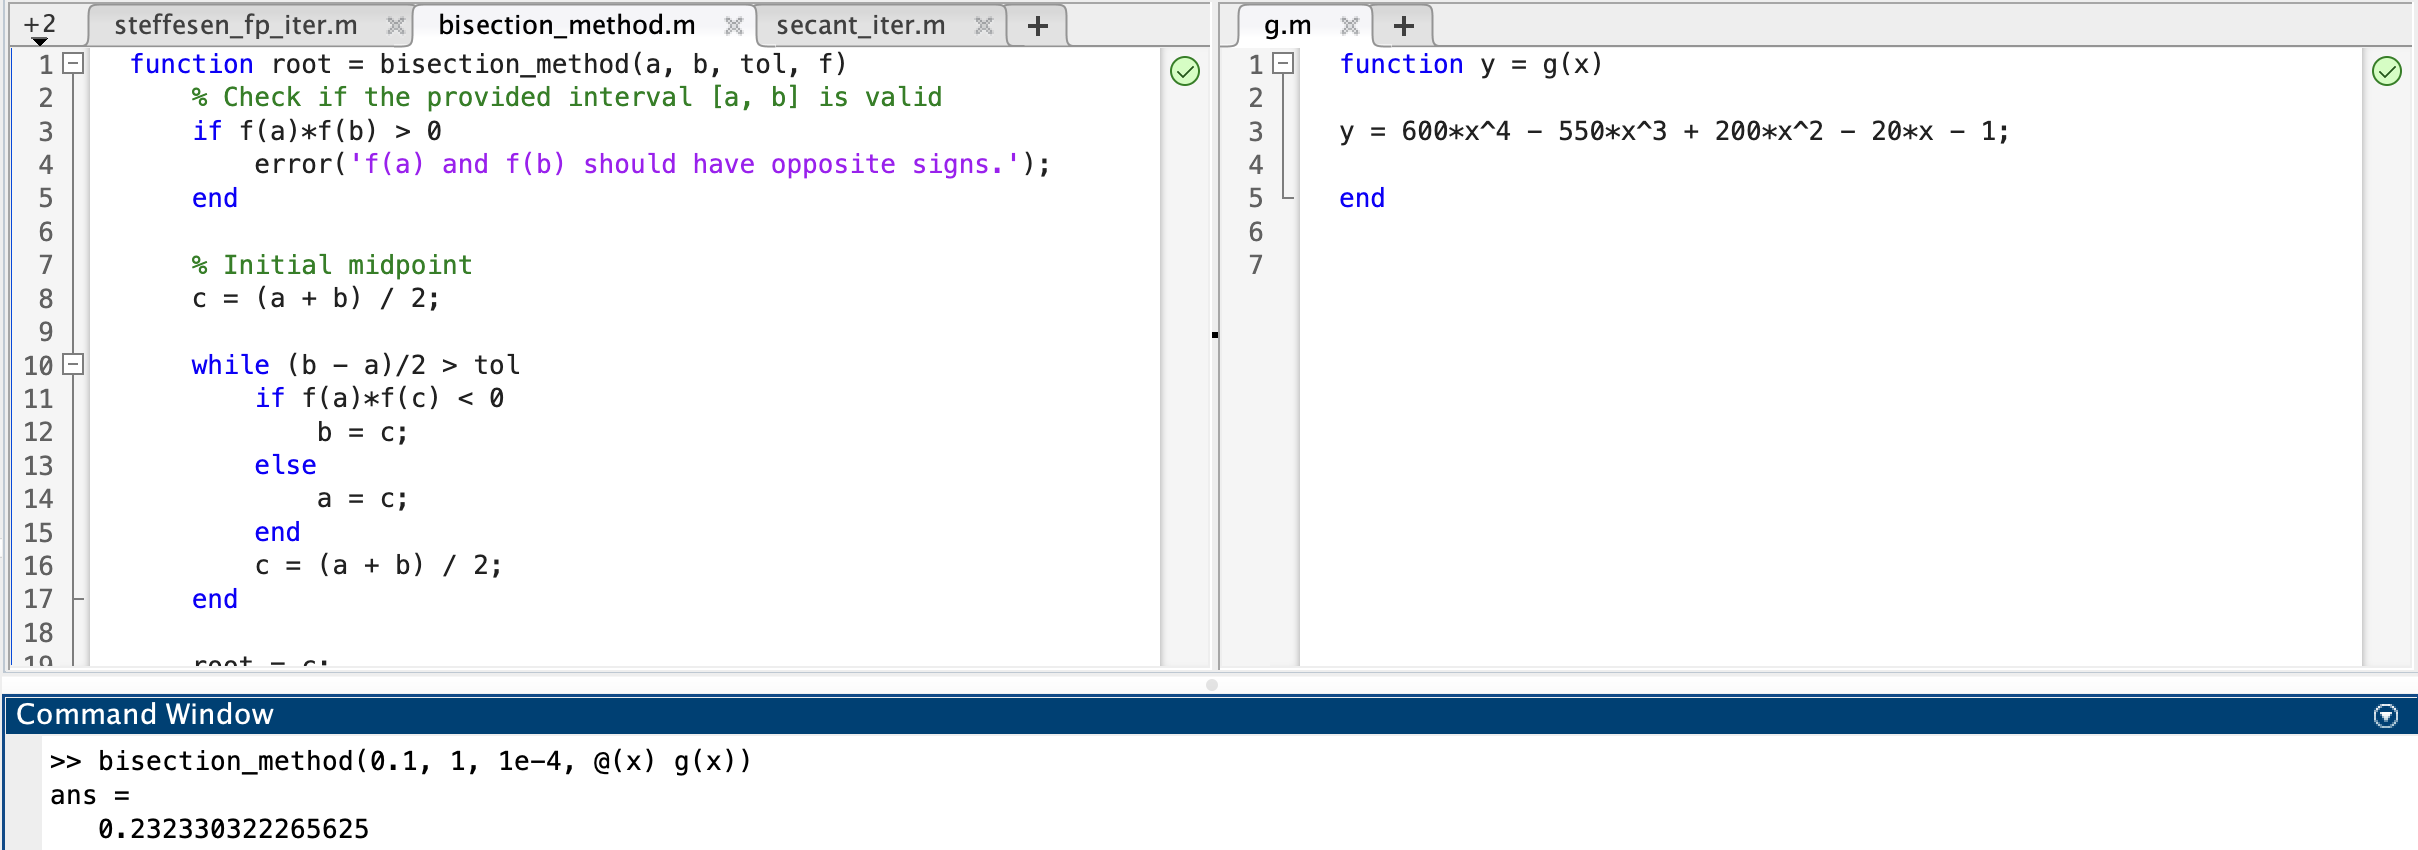 +2 steffesen_fp_iter.m bisection_method.m secant_iter.m +
1 function root = bisection_method(a, b, tol, f)
2 % Check if the provided interval [a, b] is valid
3 if f(a)*f(b) > 0
4 error('f(a) and f(b) should have opposite signs.');
5 end
6
7 % Initial midpoint
8 c = (a + b) / 2;
9
10 while (b - a)/2 > tol
11 if f(a)*f(c) < 0
12 b = c;
13 else
14 a = c;
15 end
16 c = (a + b) / 2;
17 end
18
19 root = c;
g.m +
1 function y = g(x)
2
3 y = 600*x^4 - 550*x^3 + 200*x^2 - 20*x - 1;
4
5 end
6
7
Command Window
>> bisection_method(0.1, 1, 1e-4, @(x) g(x))
ans =
0.232330322265625